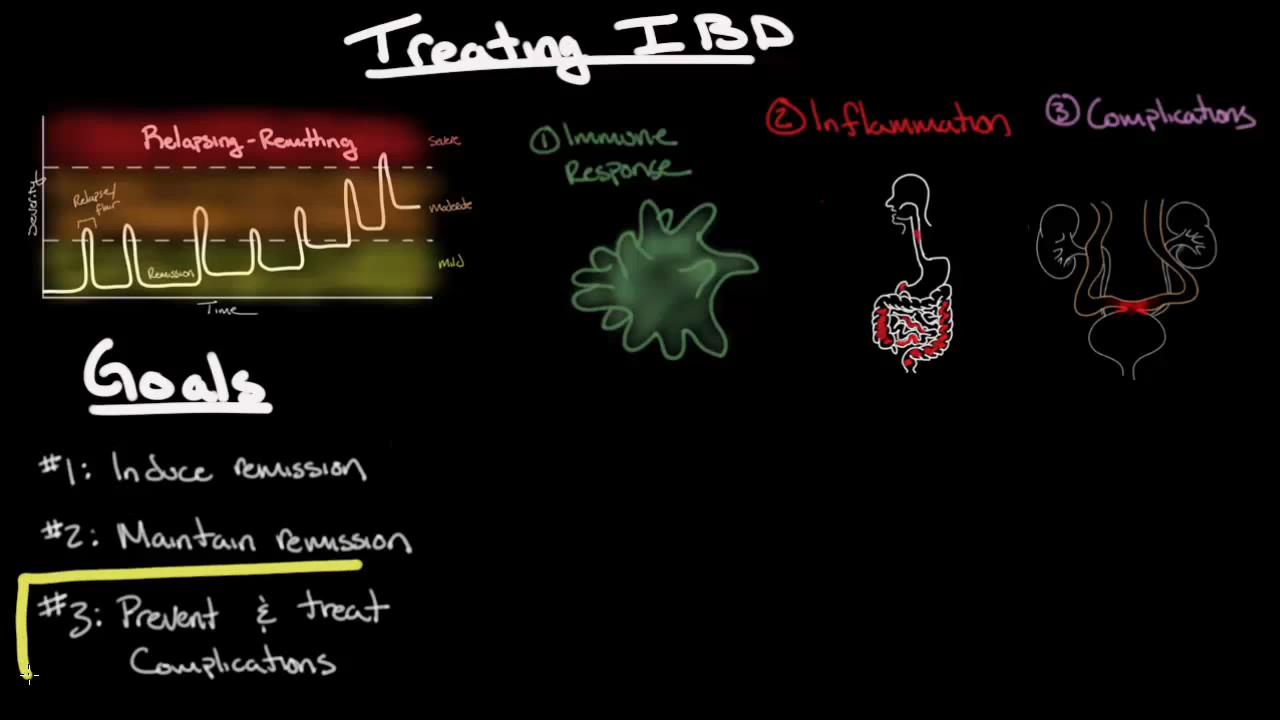 Treating IBD
Relapsing-Remitting
Severe
Moderate
Mild
Severity
Relapse/
flair
Remission
Time
① Immune
Response
② Inflammation
③ Complications
Goals
#1: Induce remission
#2: Maintain remission
#3: Prevent & treat
Complications